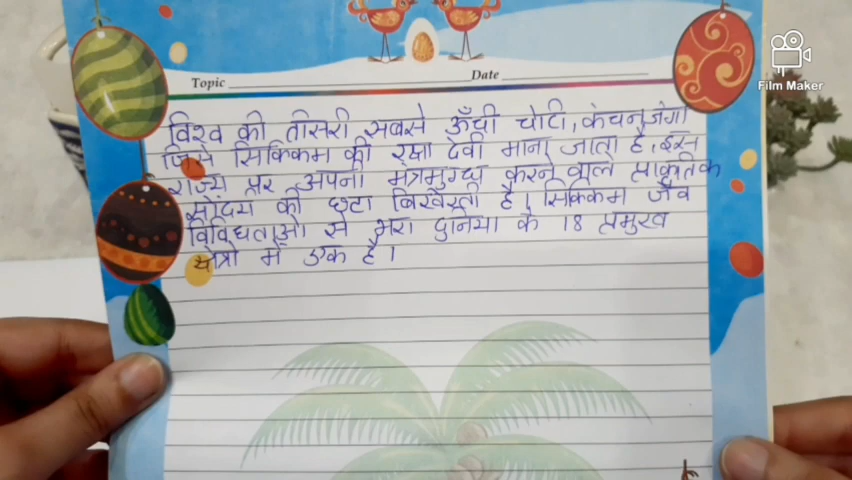 Film Maker
Topic
Date
विश्व की तीसरी सबसे ऊँची चोटी, कंचनजंगा
जिसे सिक्किम की रक्षा देवी माना जाता है, इस
राज्य पर अपनी मंत्रमुग्ध करने वाले प्राकृतिक
सौंदर्य की छटा बिखेरती है। सिक्किम जैव
विविधताओं से भरा दुनिया के 18 प्रमुख
क्षेत्रो में एक है।